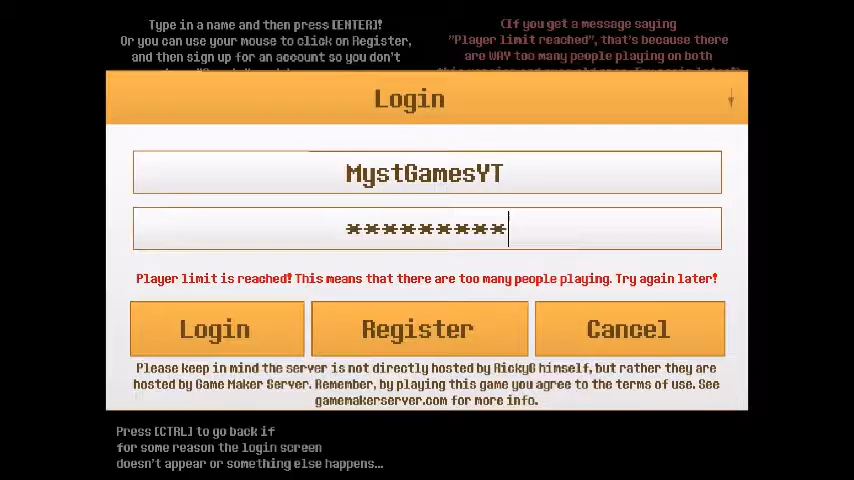 Type in a name and then press [ENTER]!
Or you can use your mouse to click on Register,
and then sign up for an account so you don't
(If you get a message saying
"Player limit reached", that's because there
are WAY too many people playing on both
Login
MystGamesYT
*********
Player limit is reached! This means that there are too many people playing. Try again later!
Login Register Cancel
Please keep in mind the server is not directly hosted by RickyG himself, but rather they are
hosted by Game Maker Server. Remember, by playing this game you agree to the terms of use. See
gamemakerserver.com for more info.
Press [CTRL] to go back if
for some reason the login screen
doesn't appear or something else happens...